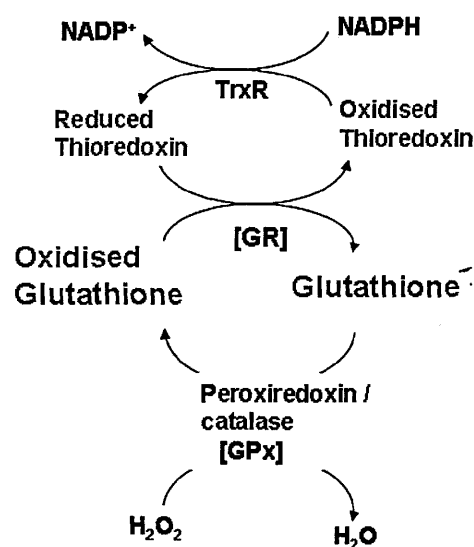 NADP⁺ NADPH
TrxR
Reduced Thioredoxin
Oxidised Thioredoxin
[GR]
Oxidised Glutathione
Glutathione
Peroxiredoxin /
catalase
[GPx]
H₂O₂ H₂O